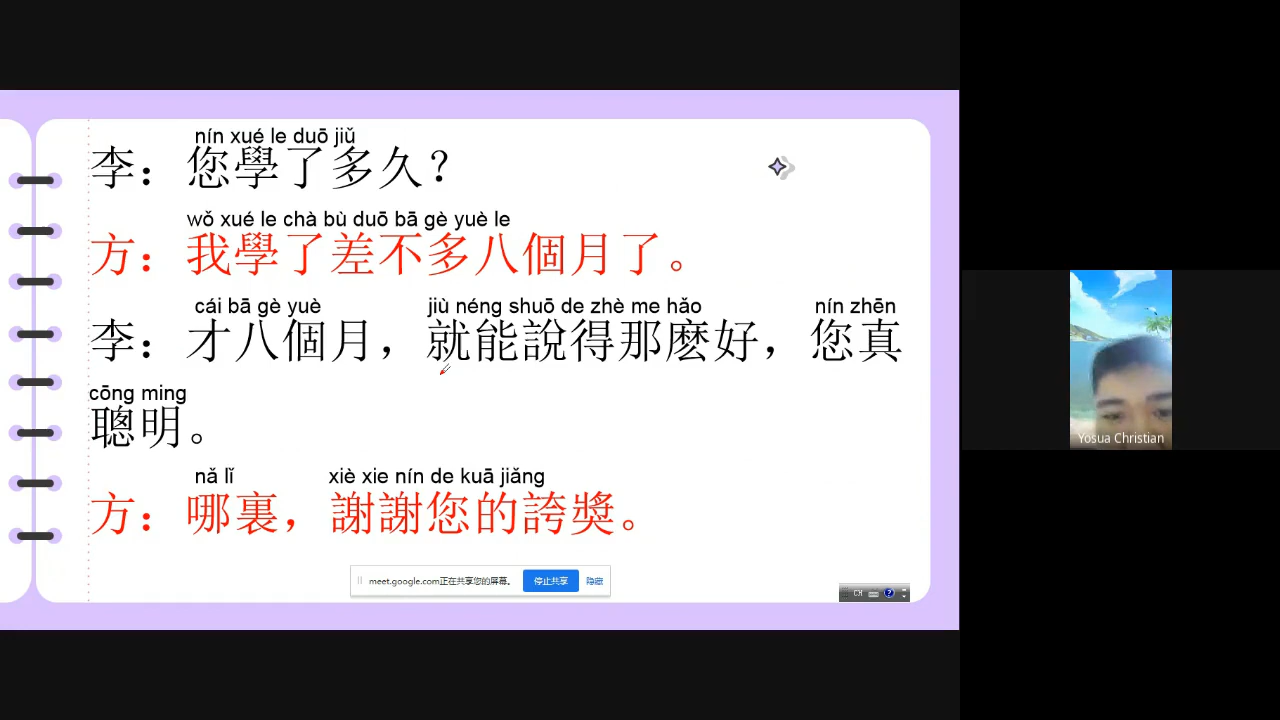 nín xué le duō jiǔ
李：您學了多久？
wǒ xué le chà bù duō bā gè yuè le
方：我學了差不多八個月了。
cái bā gè yuè jiù néng shuō de zhè me hǎo nín zhēn
李：才八個月，就能說得那麽好，您真
cōng ming
聰明。
nǎ lǐ xiè xie nín de kuā jiǎng
方：哪裏，謝謝您的誇獎。
meet.google.com正在共享您的屏幕。 停止共享 隐藏
CH
Yosua Christian